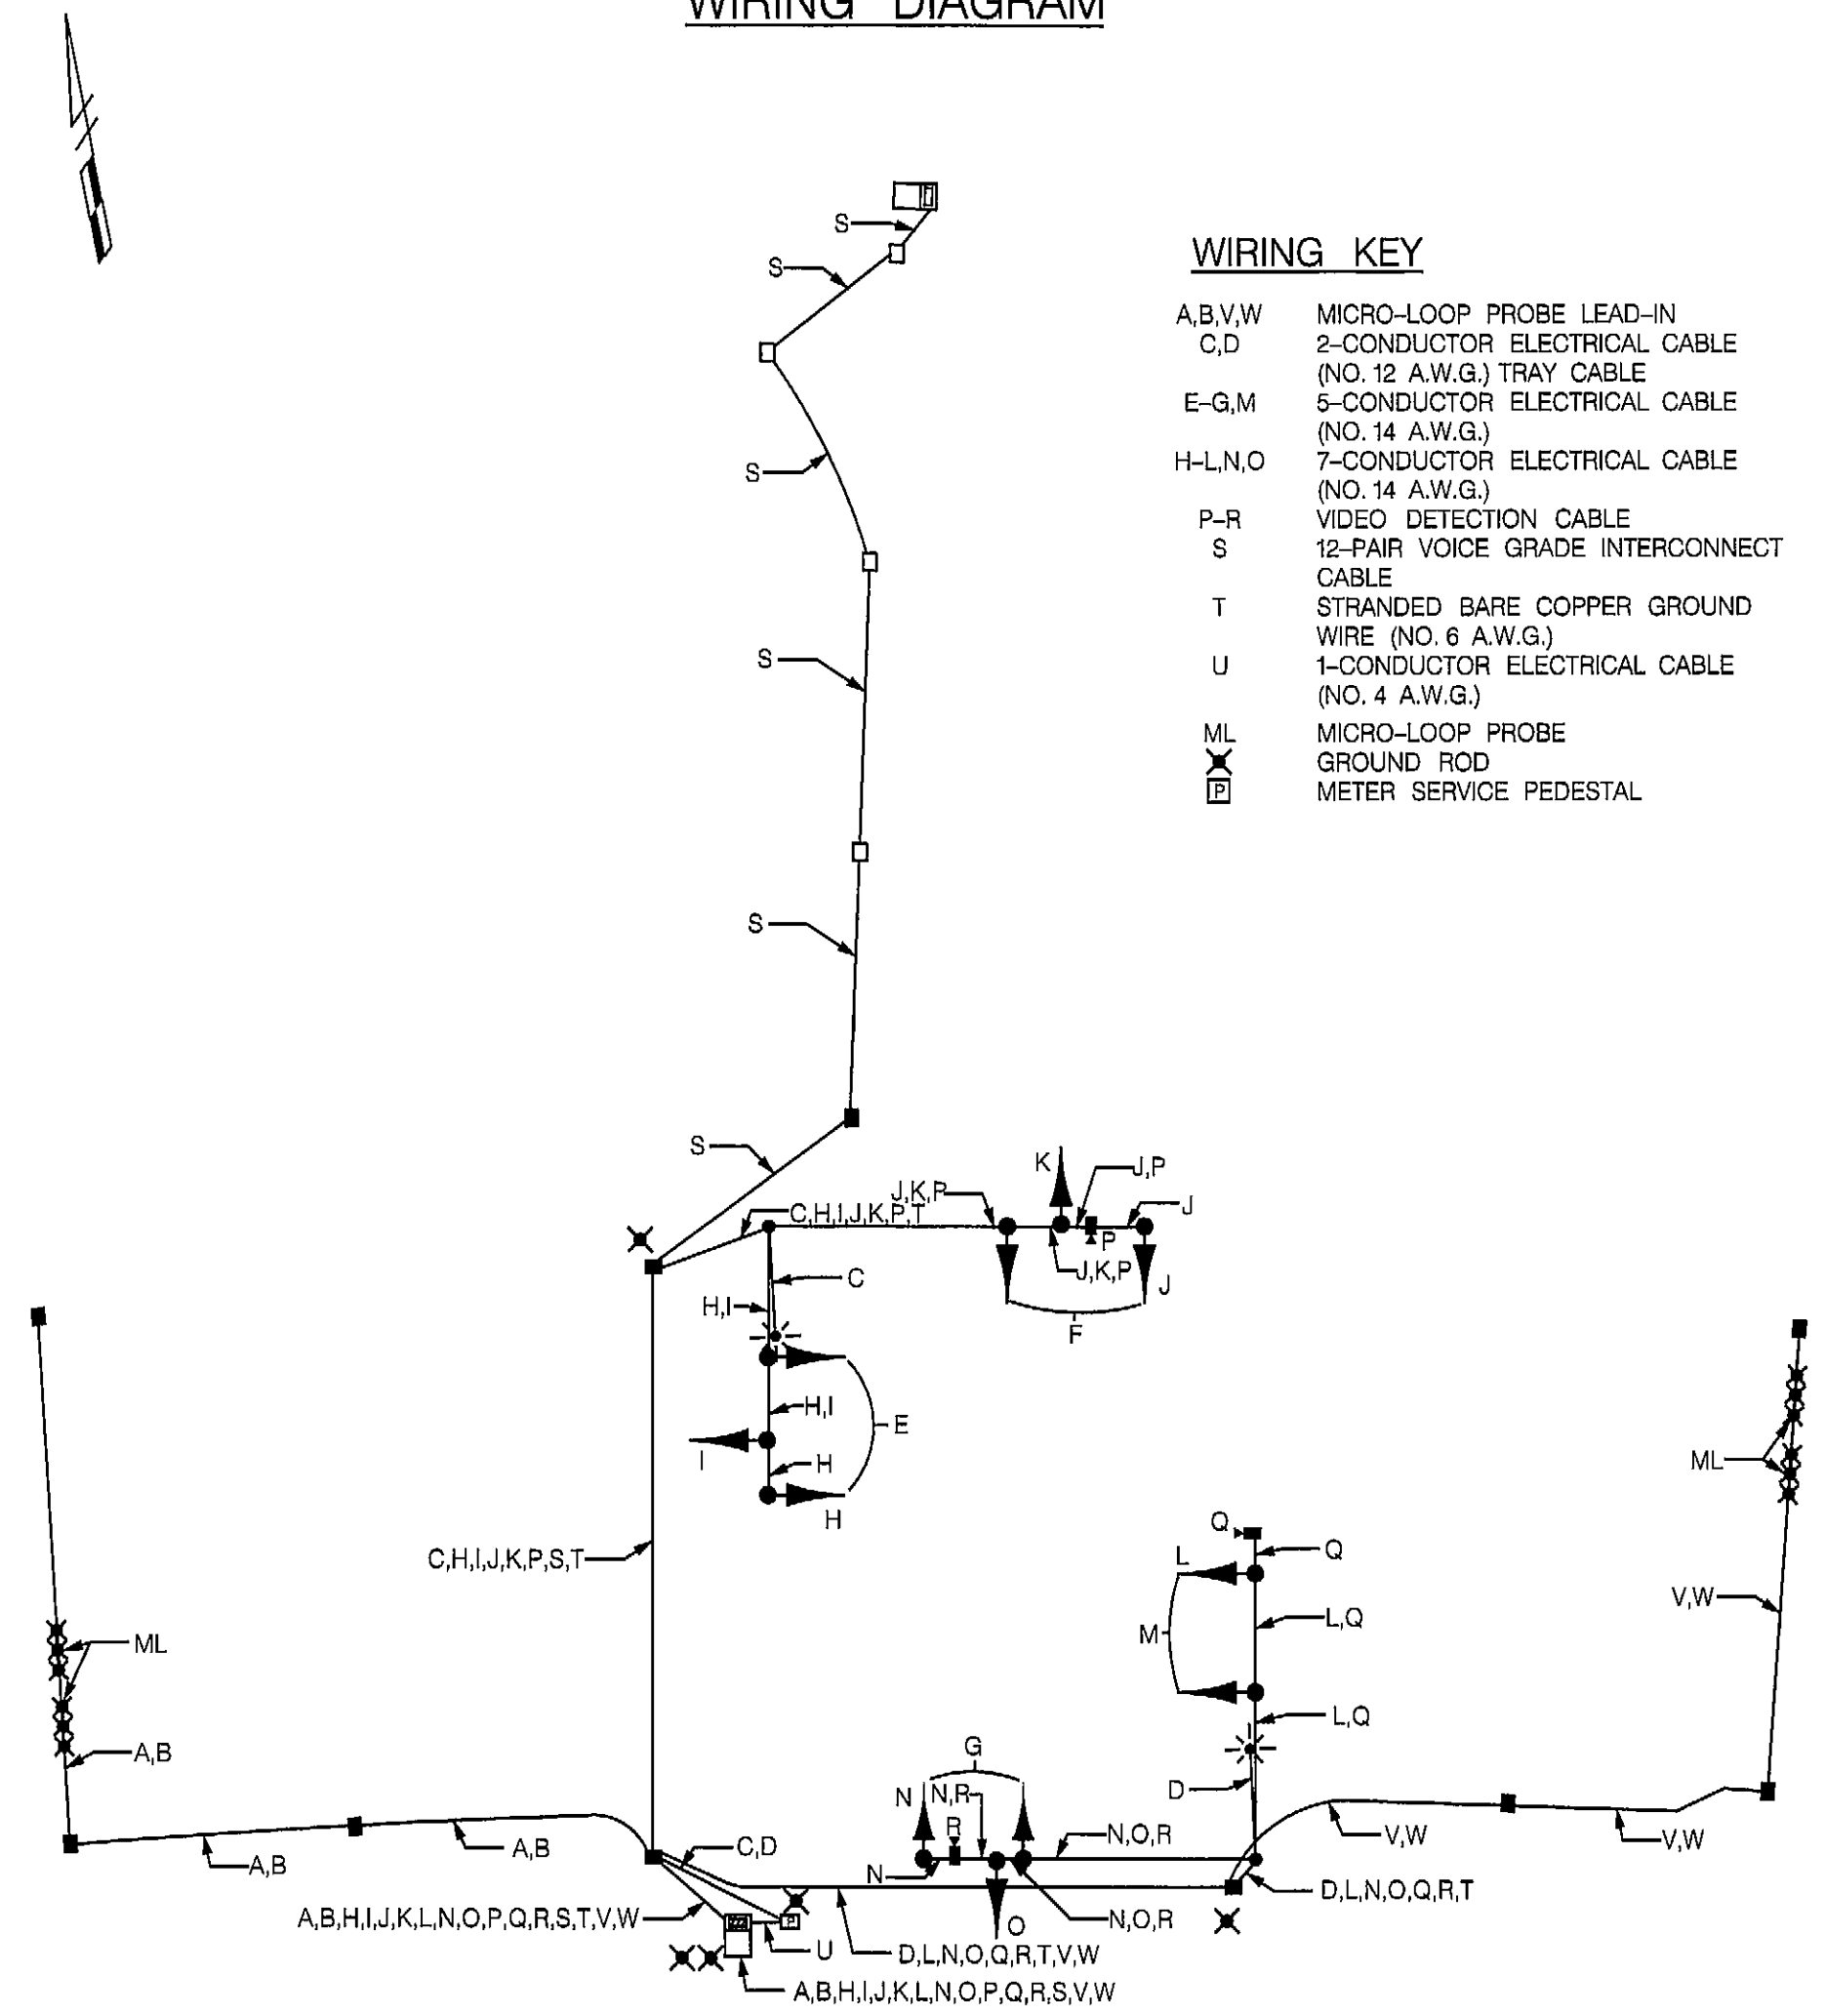 WIRING DIAGRAM
S
S
WIRING KEY
A,B,V,W MICRO-LOOP PROBE LEAD-IN
C,D 2-CONDUCTOR ELECTRICAL CABLE
(NO. 12 A.W.G.) TRAY CABLE
E-G,M 5-CONDUCTOR ELECTRICAL CABLE
(NO. 14 A.W.G.)
H-L,N,O 7-CONDUCTOR ELECTRICAL CABLE
(NO. 14 A.W.G.)
P-R VIDEO DETECTION CABLE
S 12-PAIR VOICE GRADE INTERCONNECT
CABLE
T STRANDED BARE COPPER GROUND
WIRE (NO. 6 A.W.G.)
U 1-CONDUCTOR ELECTRICAL CABLE
(NO. 4 A.W.G.)
ML MICRO-LOOP PROBE
GROUND ROD
P METER SERVICE PEDESTAL
S
S
S
S
K J,P
J,K,P
C,H,I,J,K,P,T J
P
J,K,P
C J
H,I
F
H,I
E
I H
H
ML
Q
Q
L
C,H,I,J,K,P,S,T
V,W
L,Q
M
ML
L,Q
A,B
G
D
N N,R
R
N,O,R
V,W
V,W
A,B
A,B
C,D
N
D,L,N,O,Q,R,T
A,B,H,I,J,K,L,N,O,P,Q,R,S,T,V,W
P
N,O,R
O
U
D,L,N,O,Q,R,T,V,W
A,B,H,I,J,K,L,N,O,P,Q,R,S,V,W